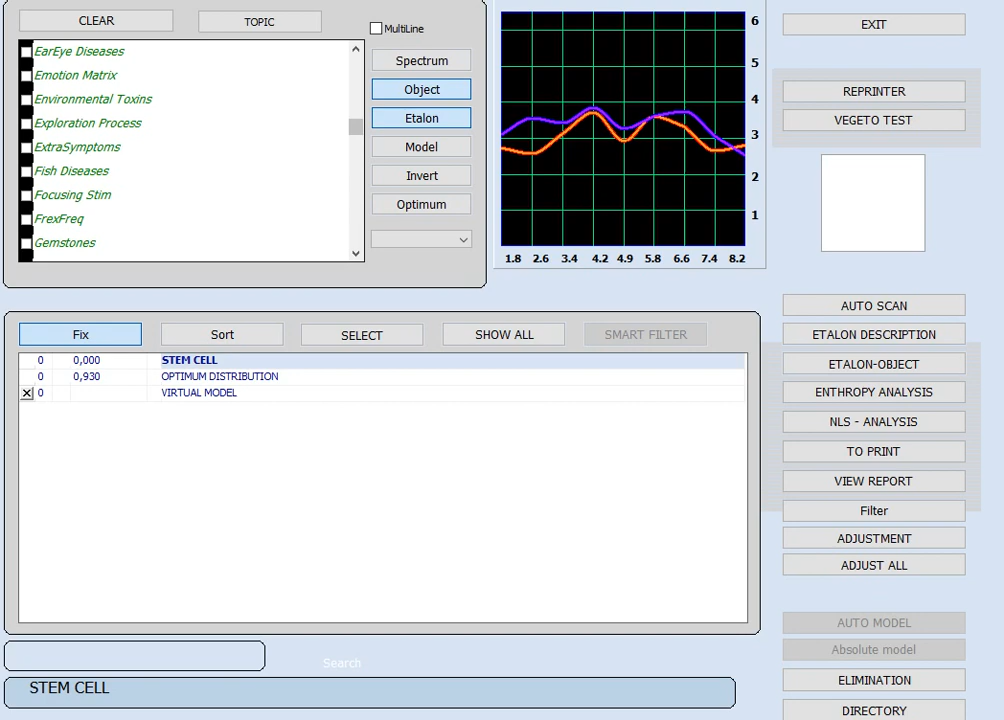 CLEAR
TOPIC
MultiLine
EarEye Diseases
Emotion Matrix
Environmental Toxins
Exploration Process
ExtraSymptoms
Fish Diseases
Focusing Stim
FrexFreq
Gemstones
Spectrum
Object
Etalon
Model
Invert
Optimum
6
5
4
3
2
1
1.8 2.6 3.4 4.2 4.9 5.8 6.6 7.4 8.2
EXIT
REPRINTER
VEGETO TEST
Fix Sort SELECT SHOW ALL SMART FILTER
0 0,000 STEM CELL
0 0,930 OPTIMUM DISTRIBUTION
0 VIRTUAL MODEL
AUTO SCAN
ETALON DESCRIPTION
ETALON-OBJECT
ENTHROPY ANALYSIS
NLS - ANALYSIS
TO PRINT
VIEW REPORT
Filter
ADJUSTMENT
ADJUST ALL
AUTO MODEL
Absolute model
ELIMINATION
DIRECTORY
Search
STEM CELL